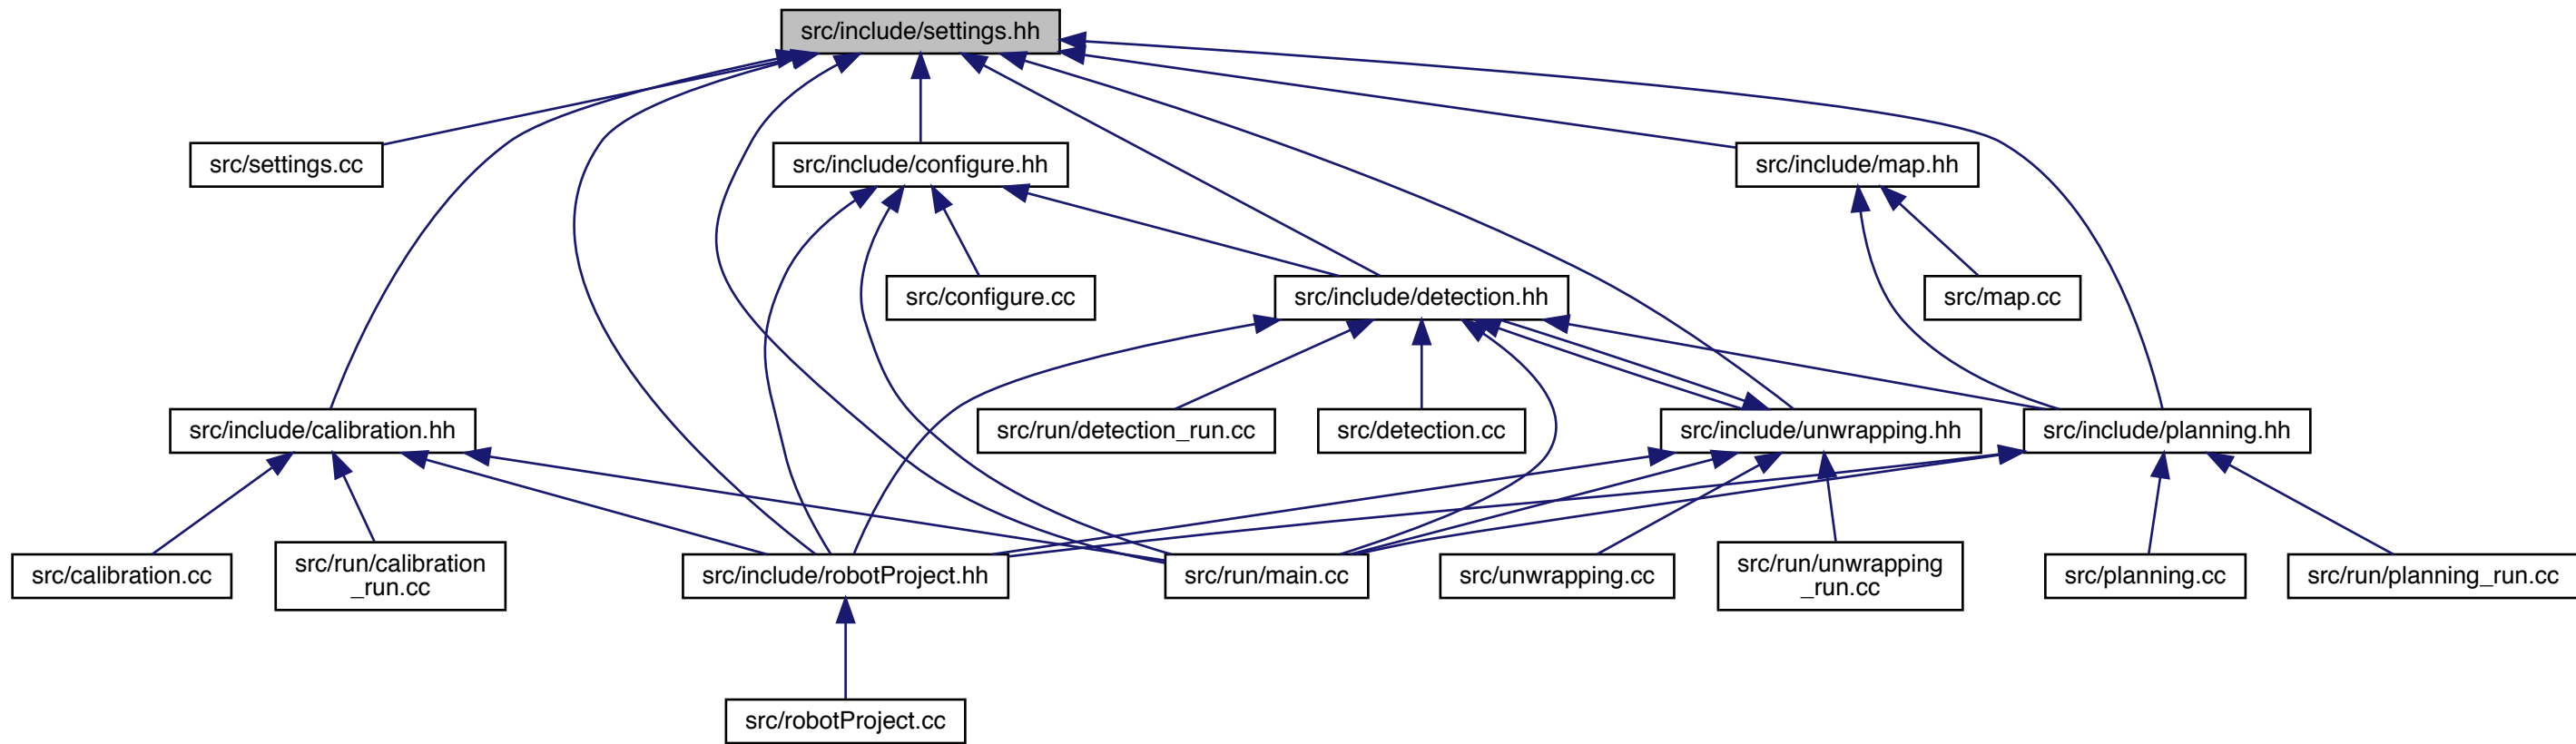 src/include/settings.hh
src/settings.cc
src/include/configure.hh
src/include/map.hh
src/configure.cc
src/include/detection.hh
src/map.cc
src/include/calibration.hh
src/run/detection_run.cc
src/detection.cc
src/include/unwrapping.hh
src/include/planning.hh
src/calibration.cc
src/run/calibration
_run.cc
src/include/robotProject.hh
src/run/main.cc
src/unwrapping.cc
src/run/unwrapping
_run.cc
src/planning.cc
src/run/planning_run.cc
src/robotProject.cc